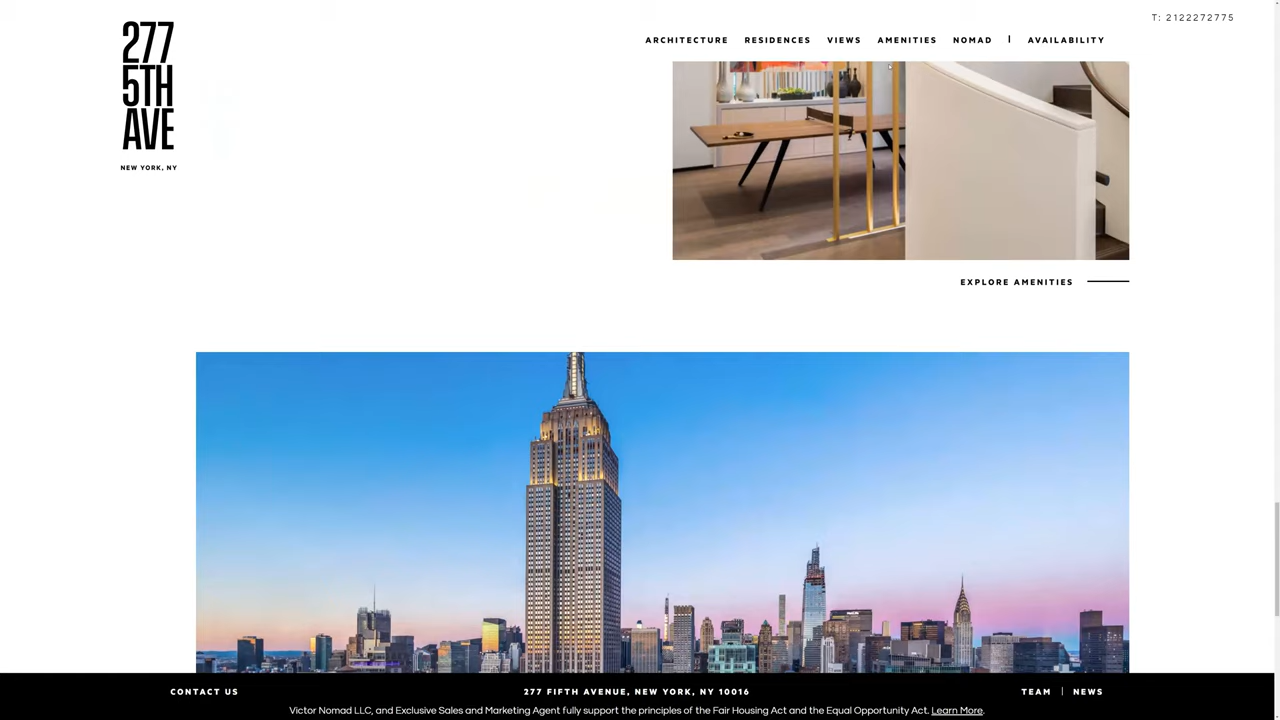 T: 2122272775
277
5TH
AVE
NEW YORK, NY
ARCHITECTURE RESIDENCES VIEWS AMENITIES NOMAD | AVAILABILITY
EXPLORE AMENITIES
CONTACT US
277 FIFTH AVENUE, NEW YORK, NY 10016
TEAM | NEWS
Victor Nomad LLC, and Exclusive Sales and Marketing Agent fully support the principles of the Fair Housing Act and the Equal Opportunity Act. Learn More.